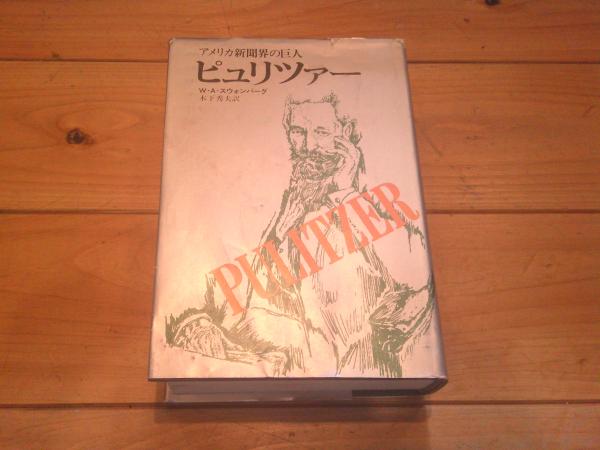 アメリカ新聞界の巨人
ピュリツァー
W・A・スウォンバーグ
木下秀夫訳
PULITZER